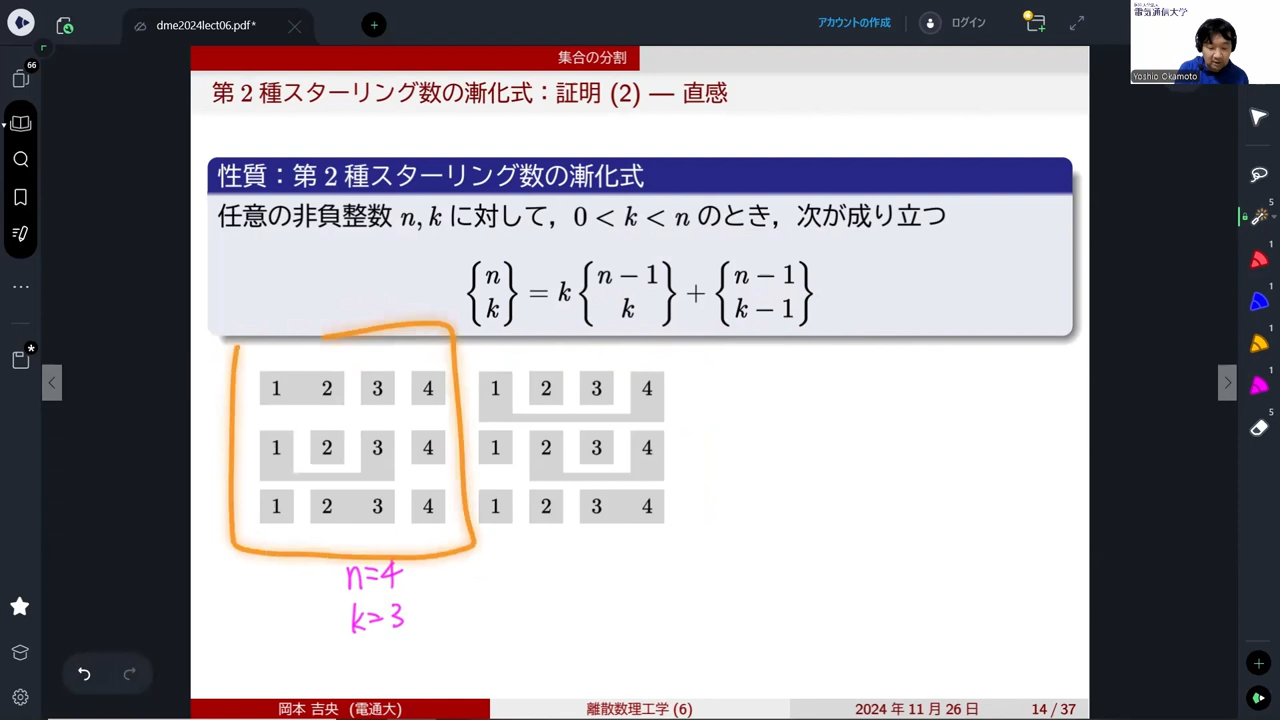 dme2024lect06.pdf*
アカウントの作成
ログイン
電気通信大学
Yoshio Okamoto
66
集合の分割
第 2 種スターリング数の漸化式：証明 (2) — 直感
性質：第 2 種スターリング数の漸化式
任意の非負整数 n, k に対して，0 < k < n のとき，次が成り立つ
{n k} = k {n − 1 k} + {n − 1 k − 1}
1 2 3 4 1 2 3 4
1 2 3 4 1 2 3 4
1 2 3 4 1 2 3 4
n=4
k=3
5
1
1
1
1
5
岡本 吉央 (電通大)
離散数理工学 (6)
2024 年 11 月 26 日
14 / 37